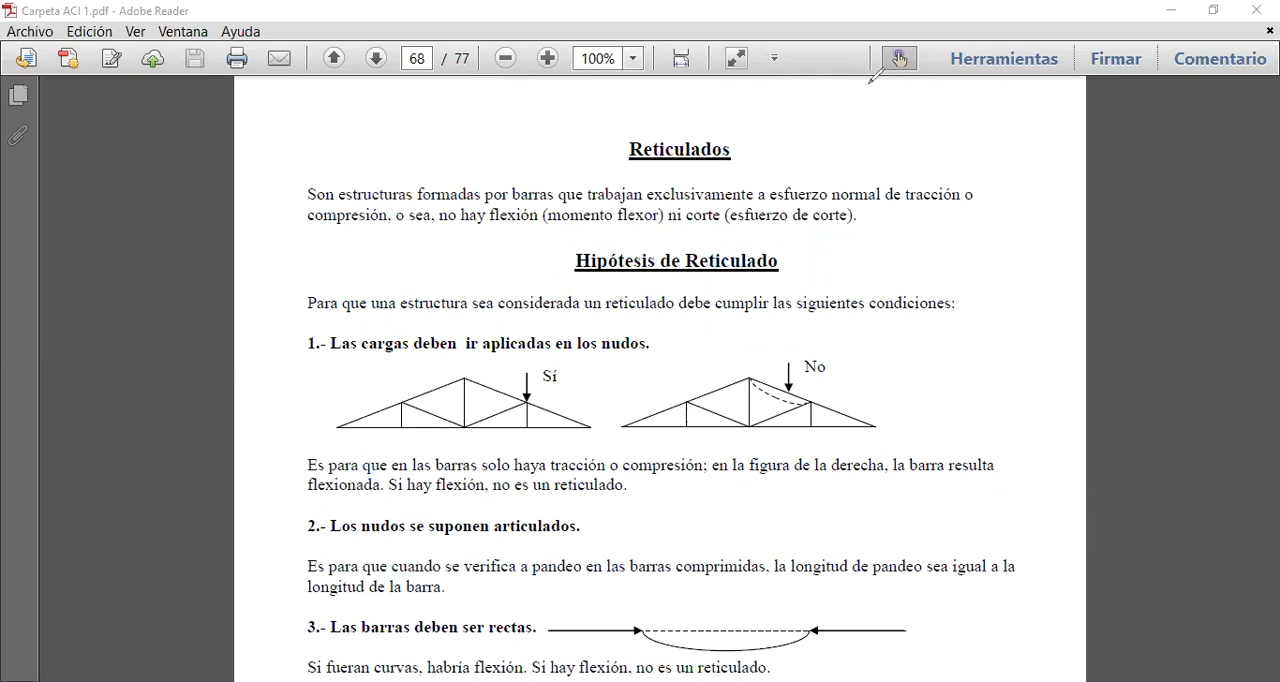 Carpeta ACI 1.pdf - Adobe Reader
Archivo Edición Ver Ventana Ayuda
68 / 77 100% Herramientas Firmar Comentario
Reticulados
Son estructuras formadas por barras que trabajan exclusivamente a esfuerzo normal de tracción o
compresión, o sea, no hay flexión (momento flexor) ni corte (esfuerzo de corte).
Hipótesis de Reticulado
Para que una estructura sea considerada un reticulado debe cumplir las siguientes condiciones:
1.- Las cargas deben ir aplicadas en los nudos.
Sí
No
Es para que en las barras solo haya tracción o compresión; en la figura de la derecha, la barra resulta
flexionada. Si hay flexión, no es un reticulado.
2.- Los nudos se suponen articulados.
Es para que cuando se verifica a pandeo en las barras comprimidas, la longitud de pandeo sea igual a la
longitud de la barra.
3.- Las barras deben ser rectas.
Si fueran curvas, habría flexión. Si hay flexión, no es un reticulado.